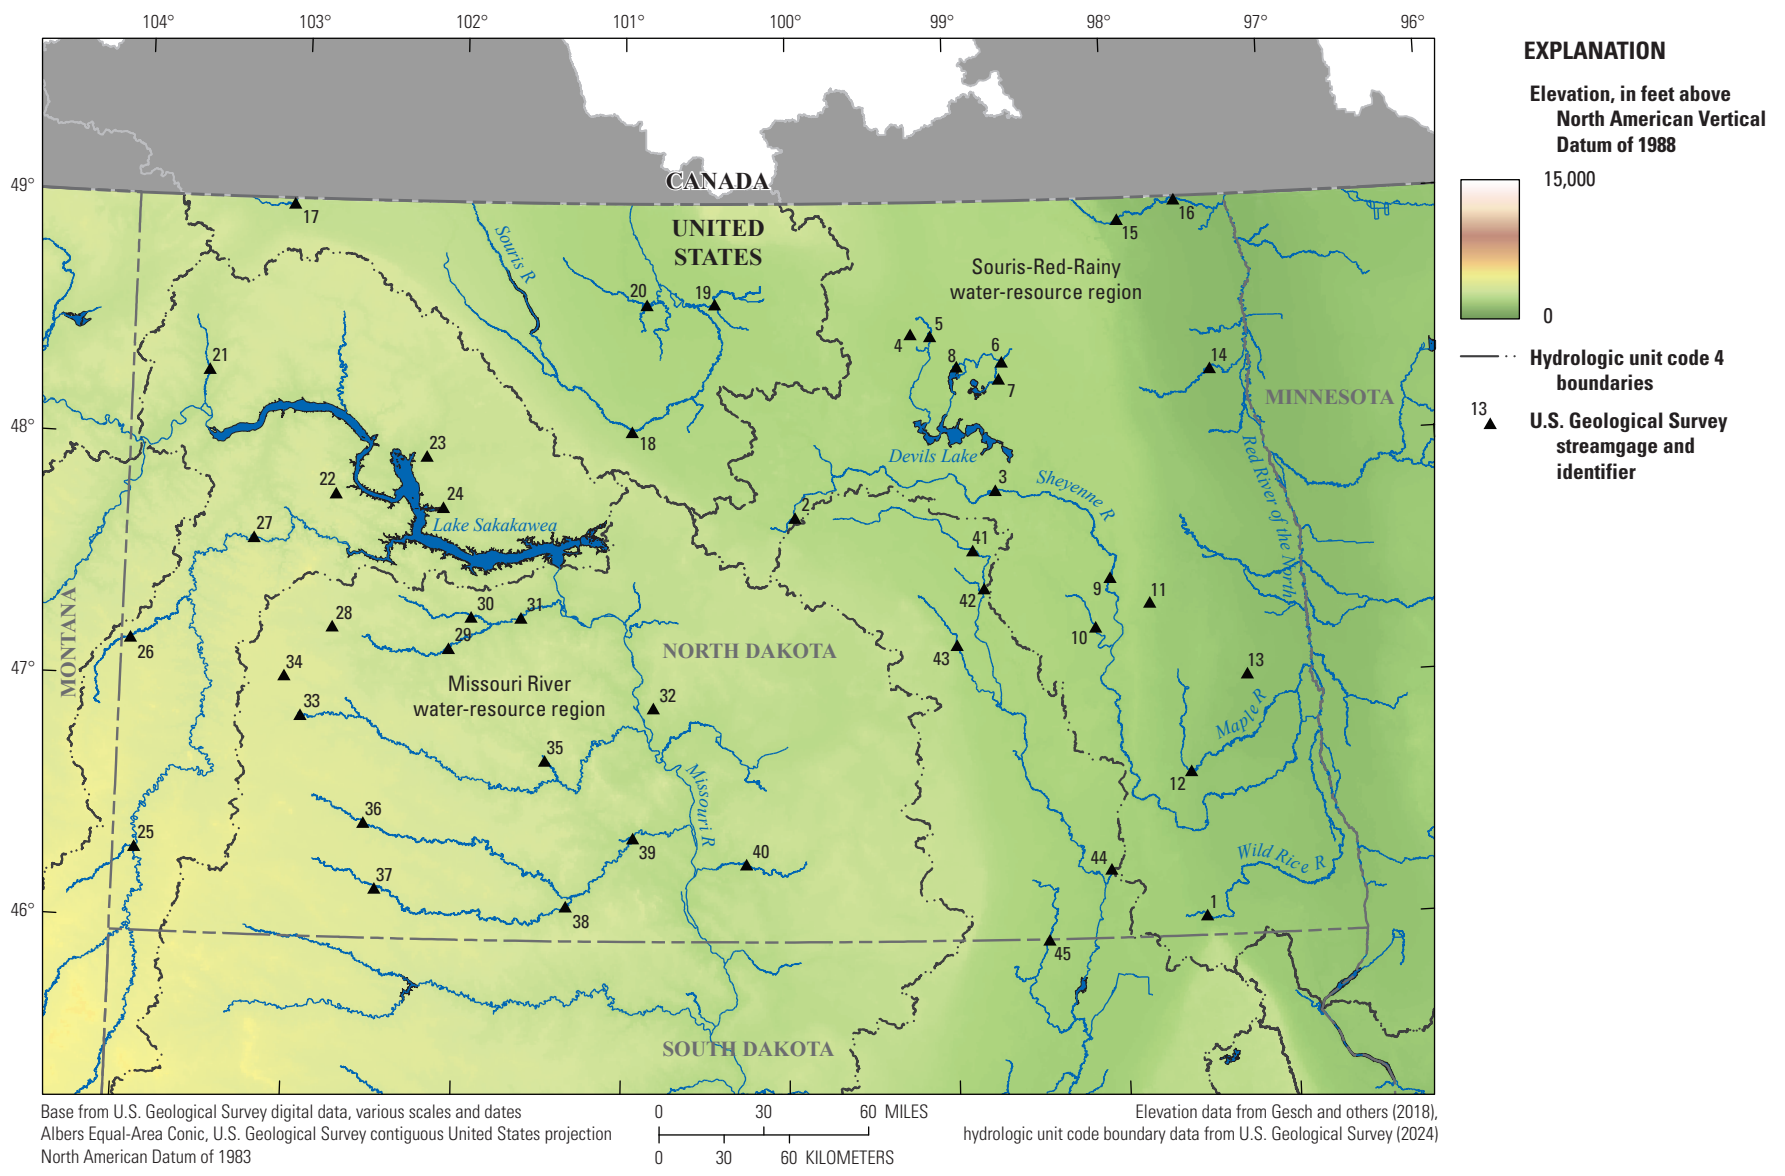 104°
103°
102°
101°
100°
99°
98°
97°
96°
49°
48°
47°
46°
CANADA
UNITED
STATES
Souris-Red-Rainy
water-resource region
Souris R
17
16
15
20
19
18
5
4
8
6
7
14
MINNESOTA
21
23
22
24
Devils Lake
3
Sheyenne R
Red River of the North
2
27
Lake Sakakawea
41
42
9
11
10
43
28
30
31
29
26
MONTANA
NORTH DAKOTA
34
33
Missouri River
water-resource region
32
13
Maple R
35
12
Missouri R
36
25
39
40
44
Wild Rice R
37
38
1
45
SOUTH DAKOTA
EXPLANATION
Elevation, in feet above
North American Vertical
Datum of 1988
15,000
0
Hydrologic unit code 4
boundaries
13
U.S. Geological Survey
streamgage and
identifier
Base from U.S. Geological Survey digital data, various scales and dates
Albers Equal-Area Conic, U.S. Geological Survey contiguous United States projection
North American Datum of 1983
0 30 60 MILES
0 30 60 KILOMETERS
Elevation data from Gesch and others (2018),
hydrologic unit code boundary data from U.S. Geological Survey (2024)